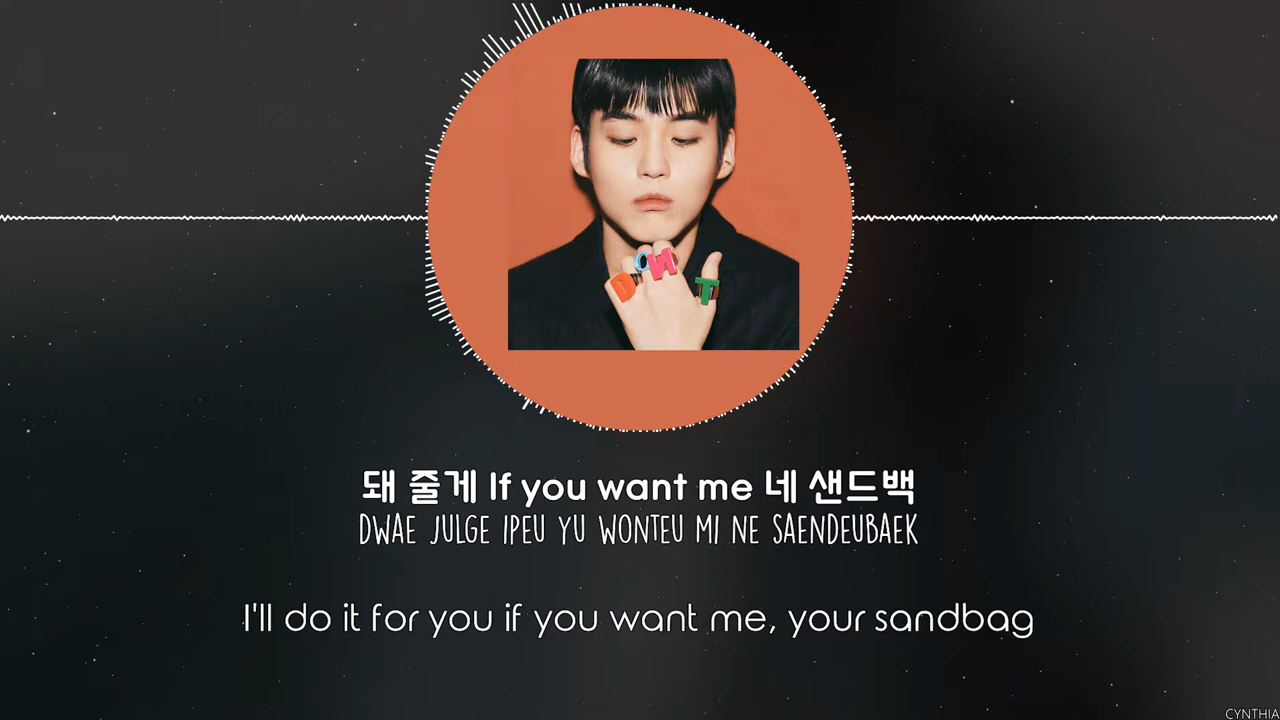 DON'T
돼 줄게 If you want me 네 샌드백
DWAE JULGE IPEU YU WONTEU MI NE SAENDEUBAEK
I'll do it for you if you want me, your sandbag
CYNTHIA